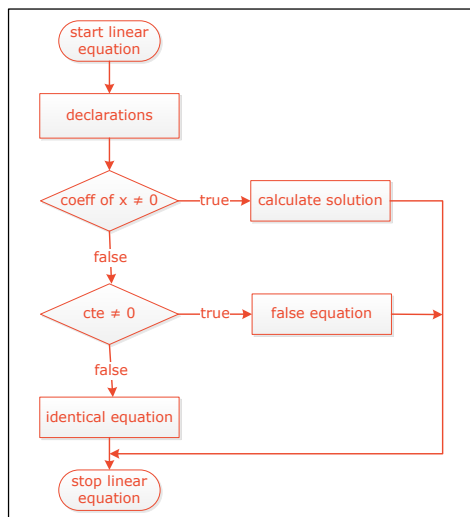 start linear
equation
declarations
coeff of x ≠ 0
true
calculate solution
false
cte ≠ 0
true
false equation
false
identical equation
stop linear
equation